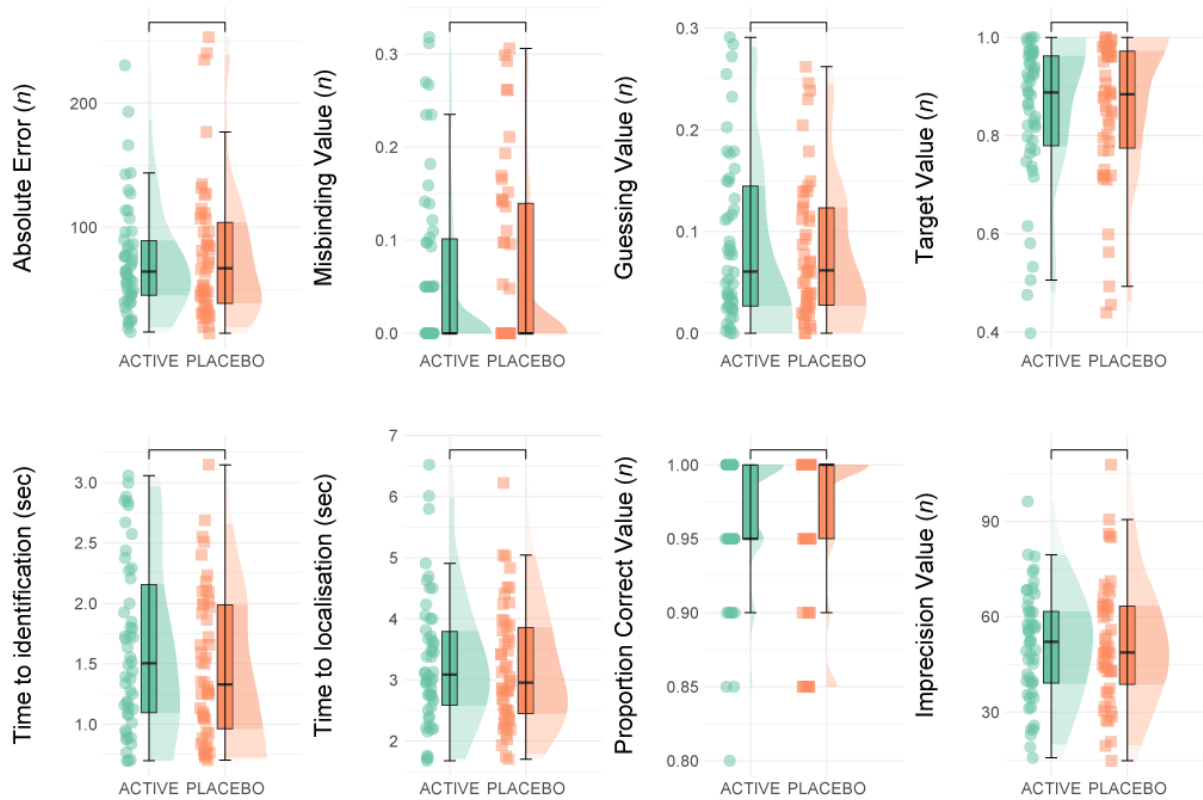 Absolute Error (n)
200
100
ACTIVE PLACEBO
Misbinding Value (n)
0.3
0.2
0.1
0.0
ACTIVE PLACEBO
Guessing Value (n)
0.3
0.2
0.1
0.0
ACTIVE PLACEBO
Target Value (n)
1.0
0.8
0.6
0.4
ACTIVE PLACEBO
Time to identification (sec)
3.0
2.0
1.0
ACTIVE PLACEBO
Time to localisation (sec)
7
6
5
4
3
2
ACTIVE PLACEBO
Proportion Correct Value (n)
1.00
0.95
0.90
0.85
0.80
ACTIVE PLACEBO
Imprecision Value (n)
90
60
30
ACTIVE PLACEBO